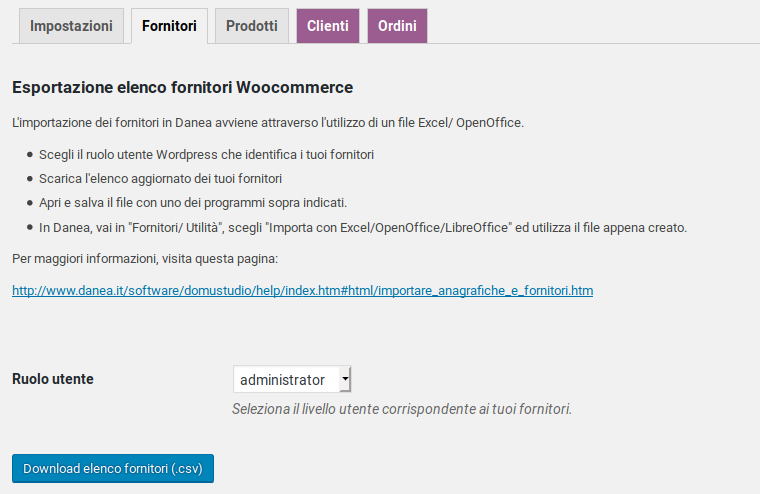 Impostazioni Fornitori Prodotti Clienti Ordini
Esportazione elenco fornitori Woocommerce
L'importazione dei fornitori in Danea avviene attraverso l'utilizzo di un file Excel/ OpenOffice.
Scegli il ruolo utente Wordpress che identifica i tuoi fornitori
Scarica l'elenco aggiornato dei tuoi fornitori
Apri e salva il file con uno dei programmi sopra indicati.
In Danea, vai in "Fornitori/ Utilità", scegli "Importa con Excel/OpenOffice/LibreOffice" ed utilizza il file appena creato.
Per maggiori informazioni, visita questa pagina:
http://www.danea.it/software/domustudio/help/index.htm#html/importare_anagrafiche_e_fornitori.htm
Ruolo utente administrator
Seleziona il livello utente corrispondente ai tuoi fornitori.
Download elenco fornitori (.csv)